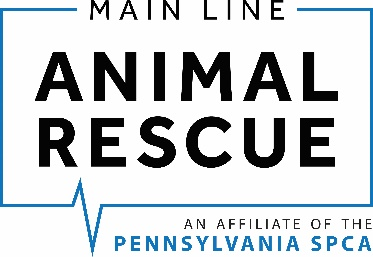 MAIN LINE
ANIMAL
RESCUE
AN AFFILIATE OF THE
PENNSYLVANIA SPCA